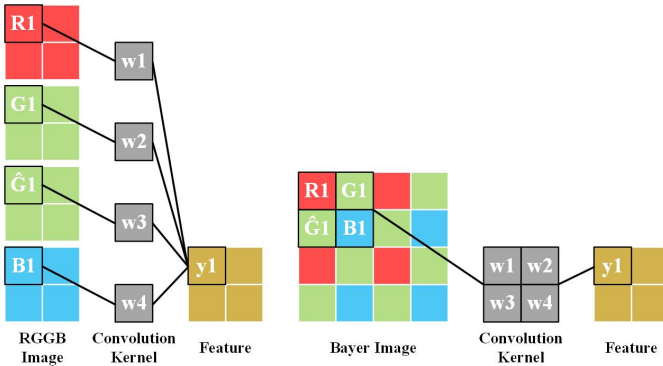 R1
w1
G1
w2
Ĝ1
w3
B1
w4
y1
RGGB
Image
Convolution
Kernel
Feature
R1 G1
Ĝ1 B1
w1 w2
w3 w4
y1
Bayer Image
Convolution
Kernel
Feature